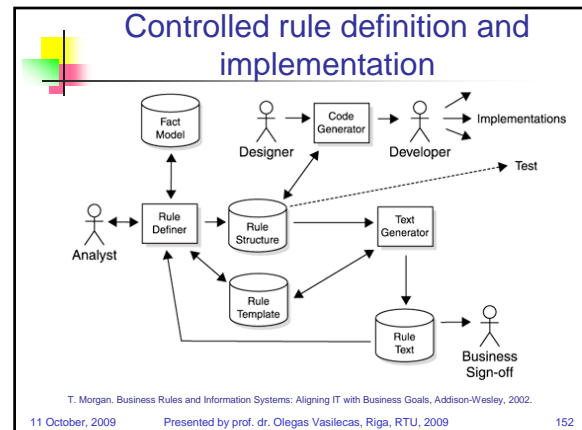 Controlled rule definition and
implementation
Fact
Model
Designer
Code
Generator
Developer
Implementations
Test
Analyst
Rule
Definer
Rule
Structure
Text
Generator
Rule
Template
Rule
Text
Business
Sign-off
T. Morgan. Business Rules and Information Systems: Aligning IT with Business Goals, Addison-Wesley, 2002.
11 October, 2009 Presented by prof. dr. Olegas Vasilecas, Riga, RTU, 2009 152